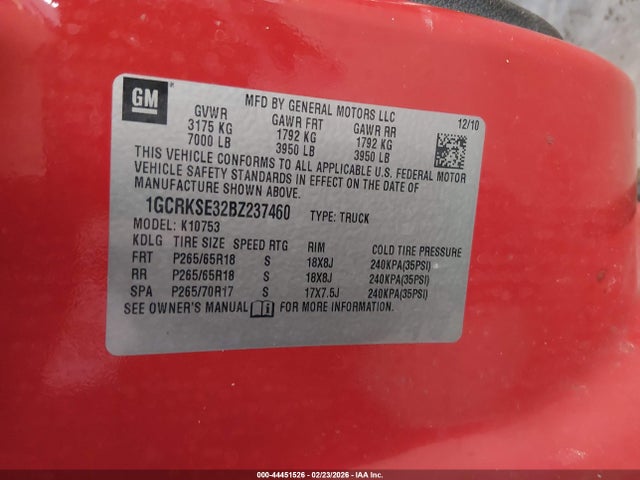 GM
MFD BY GENERAL MOTORS LLC
12/10
GVWR GAWR FRT GAWR RR
3175 KG 1792 KG 1792 KG
7000 LB 3950 LB 3950 LB
THIS VEHICLE CONFORMS TO ALL APPLICABLE U.S. FEDERAL MOTOR
VEHICLE SAFETY STANDARDS IN EFFECT ON THE DATE OF
MANUFACTURE SHOWN ABOVE.
1GCRKSE32BZ237460 TYPE: TRUCK
MODEL: K10753
KDLG TIRE SIZE SPEED RTG RIM COLD TIRE PRESSURE
FRT P265/65R18 S 18X8J 240KPA(35PSI)
RR P265/65R18 S 18X8J 240KPA(35PSI)
SPA P265/70R17 S 17X7.5J 240KPA(35PSI)
SEE OWNER'S MANUAL FOR MORE INFORMATION.
000-44451526 - 02/23/2026 - IAA Inc.